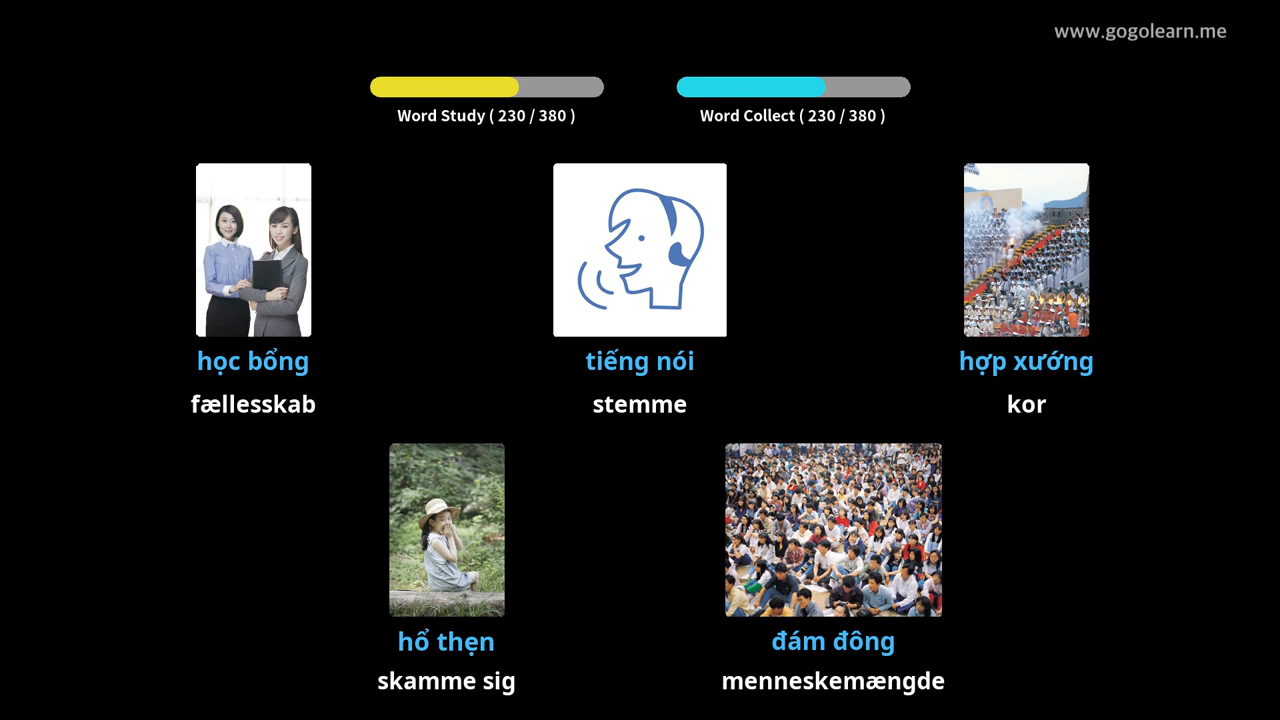 www.gogolearn.me
Word Study ( 230 / 380 )
Word Collect ( 230 / 380 )
học bổng
tiếng nói
hợp xướng
fællesskab
stemme
kor
hổ thẹn
đám đông
skamme sig
menneskemængde